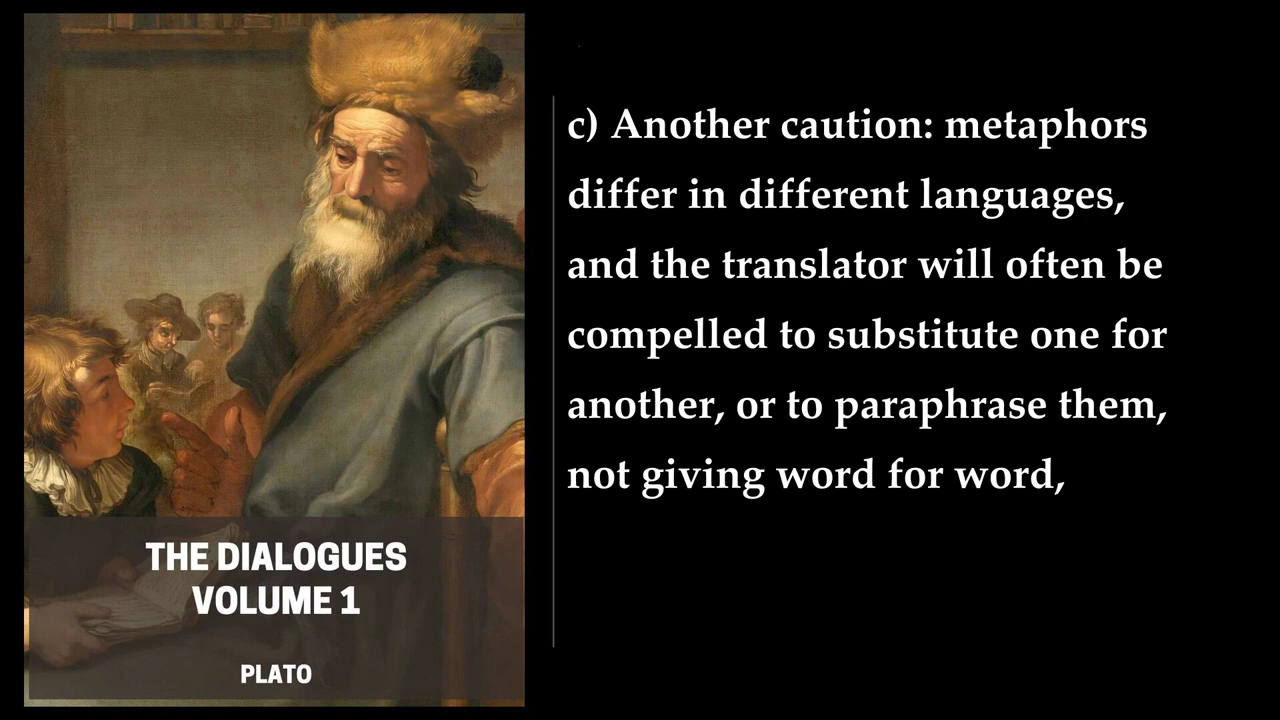 THE DIALOGUES
VOLUME 1
PLATO
c) Another caution: metaphors
differ in different languages,
and the translator will often be
compelled to substitute one for
another, or to paraphrase them,
not giving word for word,